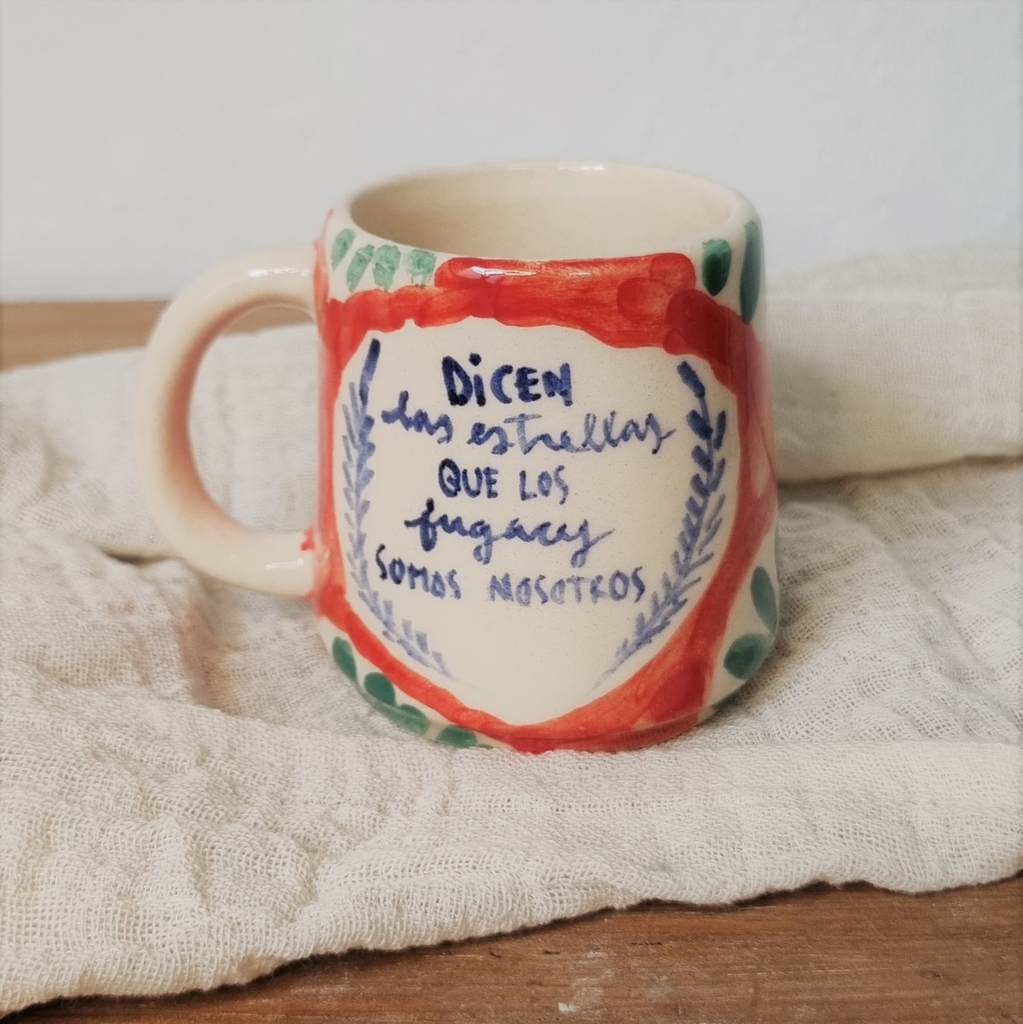 DiCEN
las estrellas
QUE LOS
fugaces
SOMOS NOSOTROS